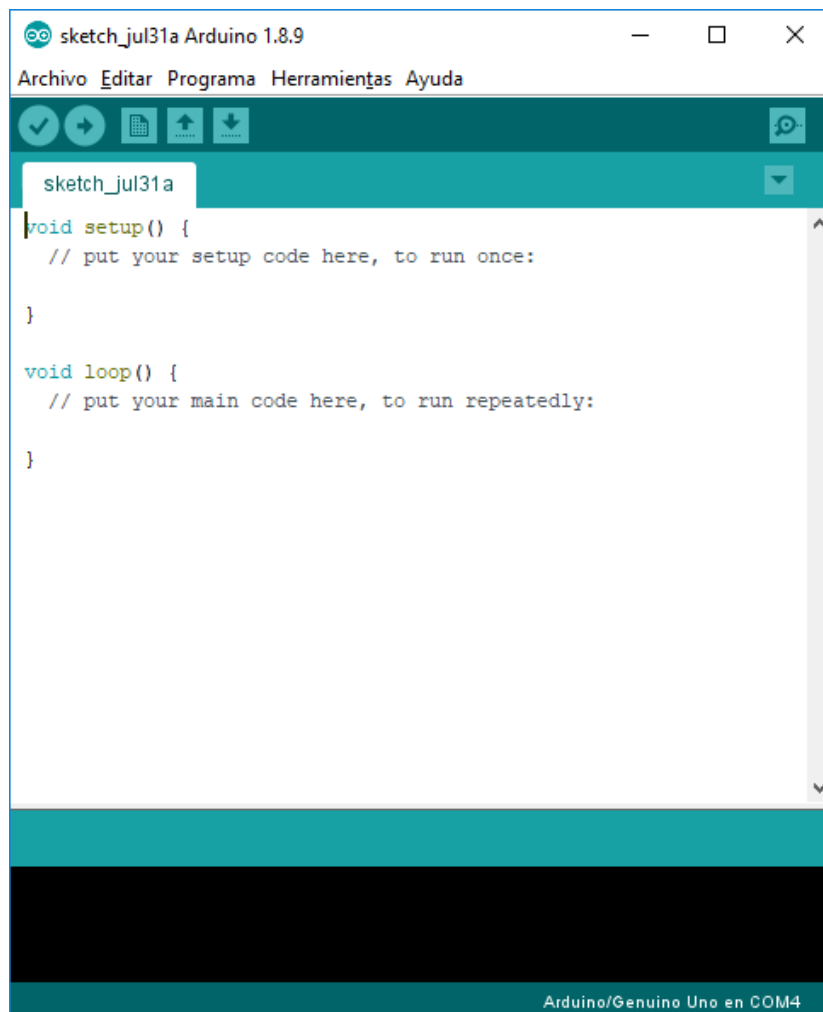 sketch_jul31a Arduino 1.8.9
Archivo Editar Programa Herramientas Ayuda
sketch_jul31a
void setup() {
  // put your setup code here, to run once:
}
void loop() {
  // put your main code here, to run repeatedly:
}
Arduino/Genuino Uno en COM4